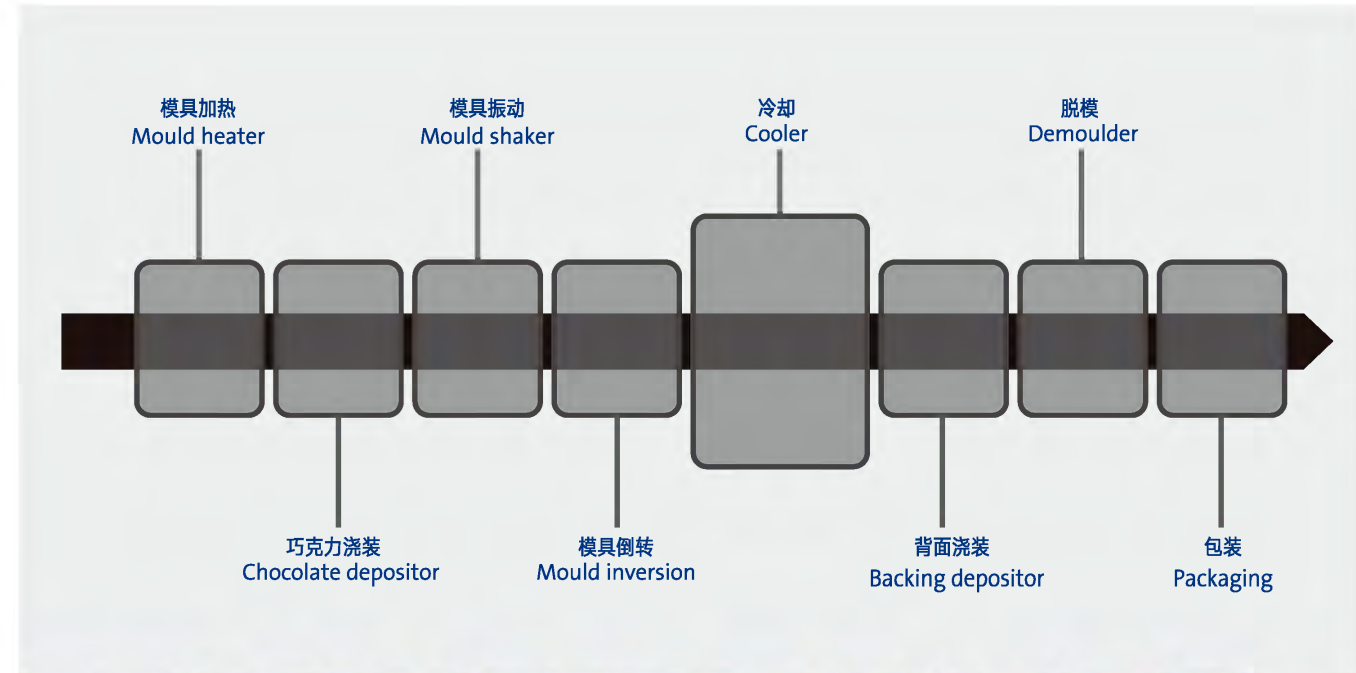 模具加热
Mould heater
模具振动
Mould shaker
冷却
Cooler
脱模
Demoulder
巧克力浇装
Chocolate depositor
模具倒转
Mould inversion
背面浇装
Backing depositor
包装
Packaging